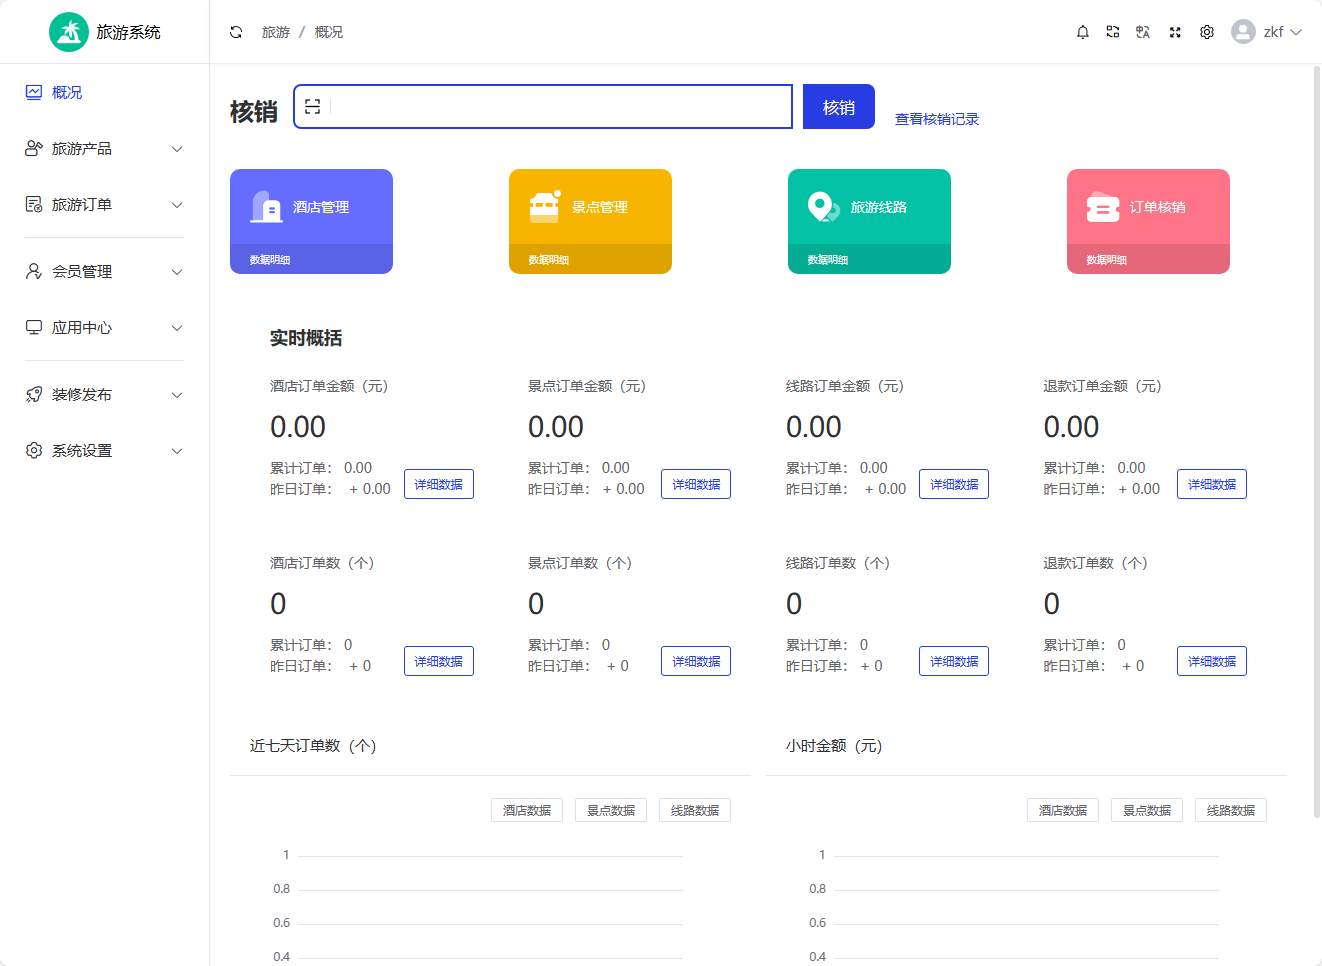 旅游系统
旅游 / 概况
zkf
概况
旅游产品
旅游订单
会员管理
应用中心
装修发布
系统设置
核销
核销
查看核销记录
酒店管理
数据明细
景点管理
数据明细
旅游线路
数据明细
订单核销
数据明细
实时概括
酒店订单金额（元）
0.00
累计订单： 0.00
昨日订单： + 0.00
详细数据
景点订单金额（元）
0.00
累计订单： 0.00
昨日订单： + 0.00
详细数据
线路订单金额（元）
0.00
累计订单： 0.00
昨日订单： + 0.00
详细数据
退款订单金额（元）
0.00
累计订单： 0.00
昨日订单： + 0.00
详细数据
酒店订单数（个）
0
累计订单： 0
昨日订单： + 0
详细数据
景点订单数（个）
0
累计订单： 0
昨日订单： + 0
详细数据
线路订单数（个）
0
累计订单： 0
昨日订单： + 0
详细数据
退款订单数（个）
0
累计订单： 0
昨日订单： + 0
详细数据
近七天订单数（个）
酒店数据 景点数据 线路数据
1
0.8
0.6
0.4
小时金额（元）
酒店数据 景点数据 线路数据
1
0.8
0.6
0.4